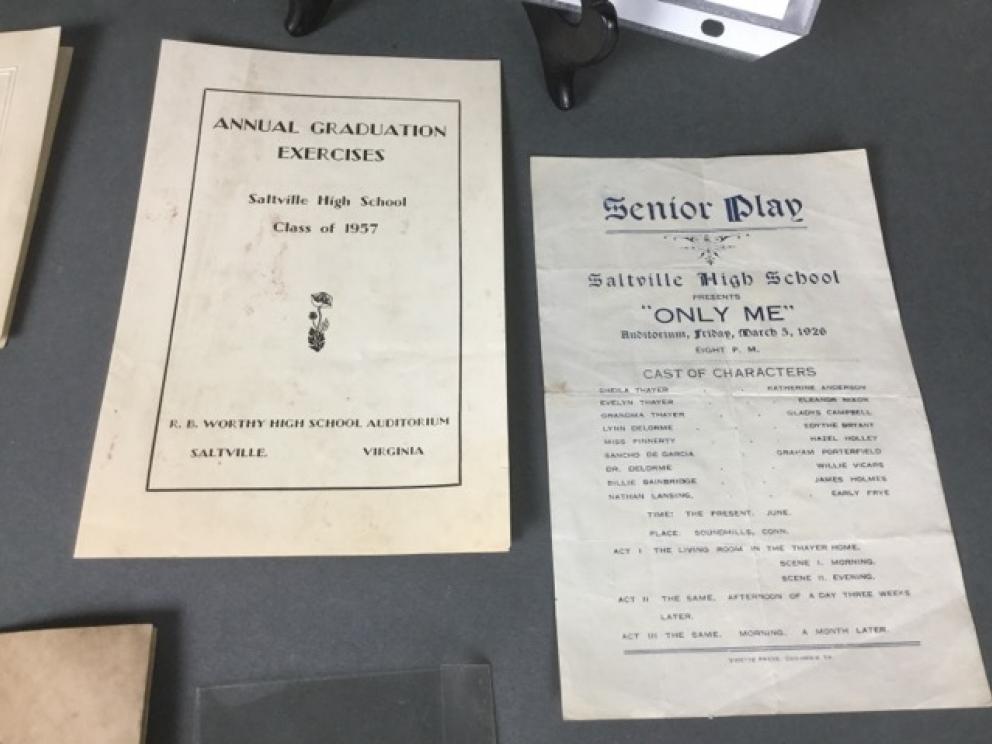 ANNUAL GRADUATION
EXERCISES
Saltville High School
Class of 1957
R. B. WORTHY HIGH SCHOOL AUDITORIUM
SALTVILLE, VIRGINIA
Senior Play
Saltville High School
PRESENTS
"ONLY ME"
Auditorium, Friday, March 5, 1926
EIGHT P. M.
CAST OF CHARACTERS
SHEILA THAYER . . KATHERINE ANDERSON
EVELYN THAYER . . ELEANOR NIXON
GRANDMA THAYER . . GLADYS CAMPBELL
LYNN DELORME . . EDYTHE BRYANT
MISS FINNERTY . . HAZEL HOLLEY
SANCHO DE GARCIA . . GRAHAM PORTERFIELD
DR. DELORME . . WILLIE VICARS
BILLIE BAINBRIDGE . . JAMES HOLMES
NATHAN LANSING, . . EARLY FRYE
TIME: THE PRESENT, JUNE.
PLACE: SOUNDMILLS, CONN.
ACT I THE LIVING ROOM IN THE THAYER HOME.
SCENE I. MORNING.
SCENE II. EVENING.
ACT II THE SAME. AFTERNOON OF A DAY THREE WEEKS
LATER.
ACT III THE SAME. MORNING. A MONTH LATER.